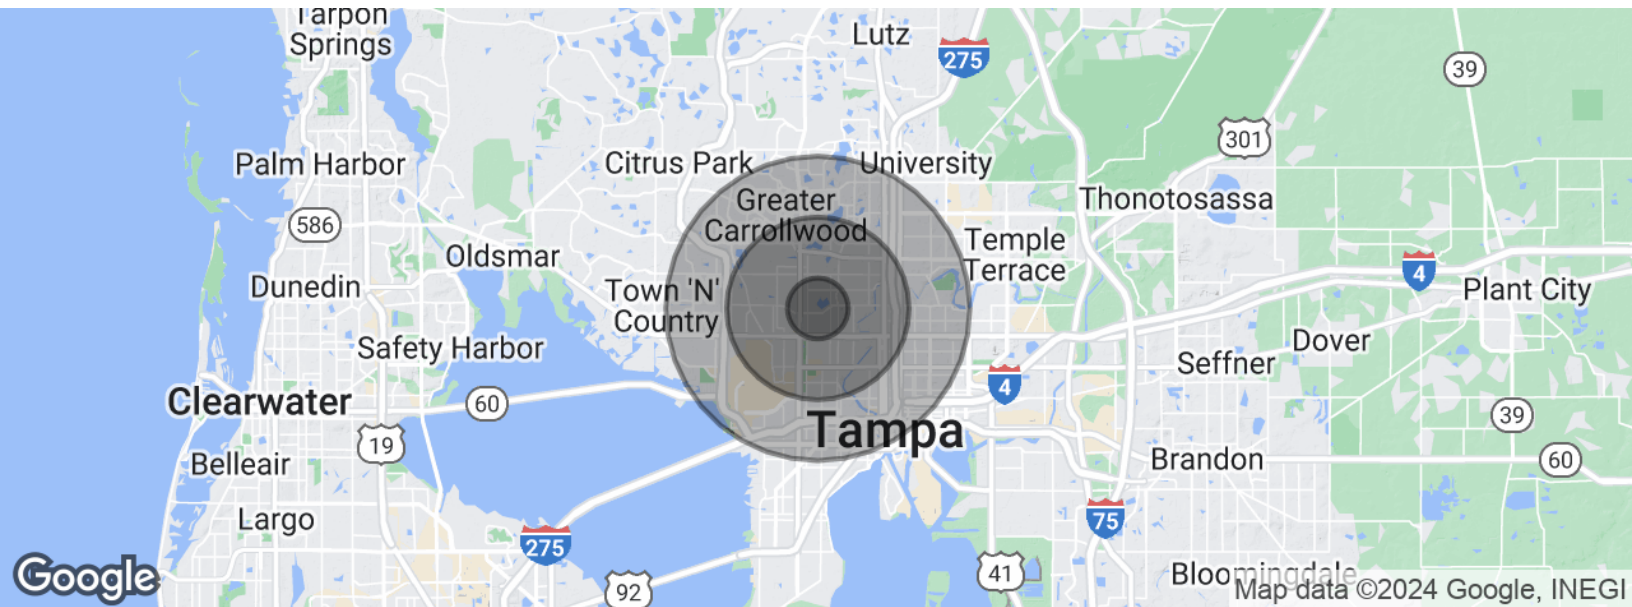 Tarpon
Springs
Lutz
275
39
301
Palm Harbor
Citrus Park
University
Greater
Carrollwood
Thonotosassa
586
Oldsmar
Temple
Terrace
4
Dunedin
Town 'N'
Country
Plant City
Safety Harbor
Dover
Seffner
4
Clearwater
60
39
19
Tampa
Belleair
Brandon
60
Largo
75
275
41
92
Bloomingdale
Google
Map data ©2024 Google, INEGI